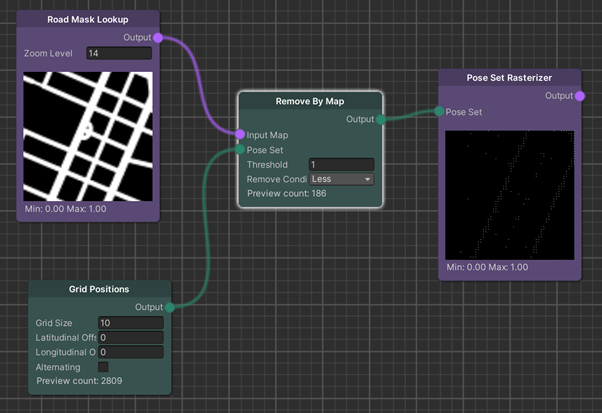 Road Mask Lookup
Output
Zoom Level 14
Min: 0.00 Max: 1.00
Remove By Map
Output
Input Map
Pose Set
Threshold 1
Remove Condi Less
Preview count: 186
Pose Set Rasterizer
Output
Pose Set
Min: 0.00 Max: 1.00
Grid Positions
Output
Grid Size 10
Latitudinal Offs 0
Longitudinal O 0
Alternating
Preview count: 2809